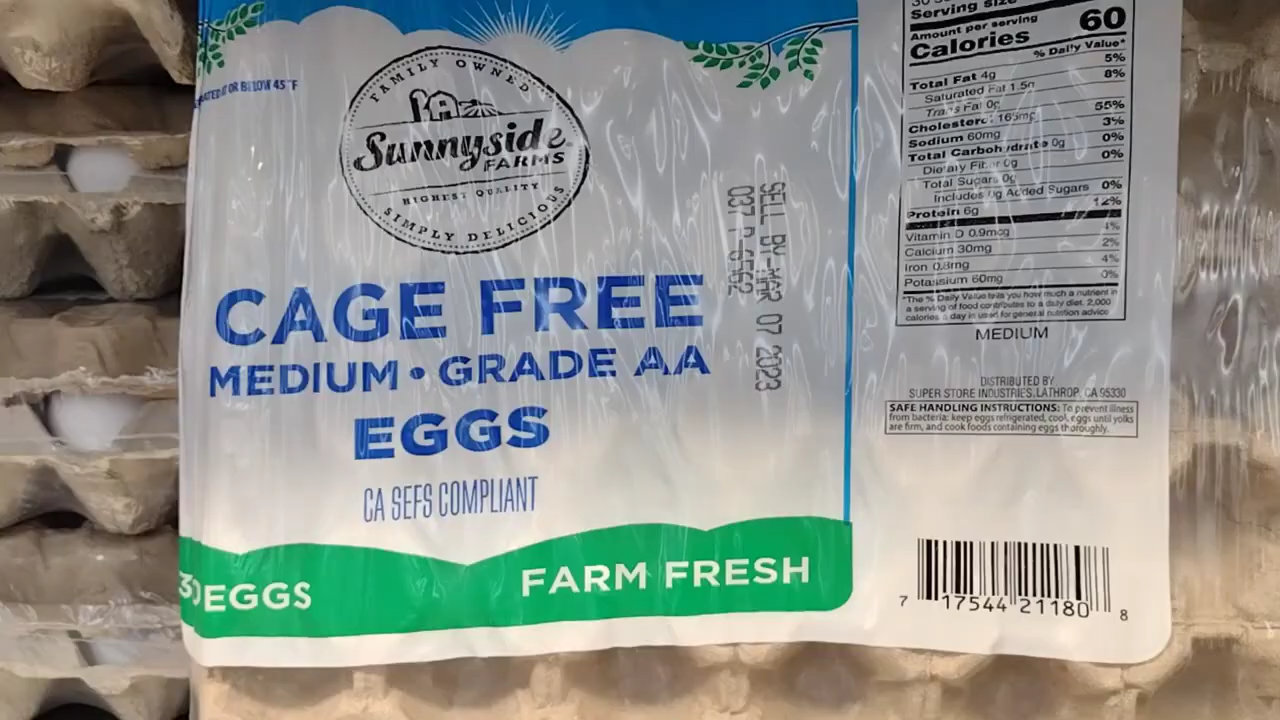 ATED AT OR BELOW 45°F
FAMILY OWNED
Sunnyside
FARMS
HIGHEST QUALITY
SIMPLY DELICIOUS
CAGE FREE
MEDIUM • GRADE AA
EGGS
CA SEFS COMPLIANT
30 EGGS
FARM FRESH
SELL BY-MAR 07 2023
037 P-6562
Serving size
Amount per serving
Calories 60
% Daily Value*
Total Fat 4g 5%
Saturated Fat 1.5g 8%
Trans Fat 0g
Cholesterol 165mg 55%
Sodium 60mg 3%
Total Carbohydrate 0g 0%
Dietary Fiber 0g 0%
Total Sugars 0g
Includes 0g Added Sugars 0%
Protein 6g 12%
Vitamin D 0.9mcg 4%
Calcium 30mg 2%
Iron 0.8mg 4%
Potassium 60mg 0%
*The % Daily Value tells you how much a nutrient in
a serving of food contributes to a daily diet. 2,000
calories a day is used for general nutrition advice
MEDIUM
DISTRIBUTED BY
SUPER STORE INDUSTRIES, LATHROP, CA 95330
SAFE HANDLING INSTRUCTIONS: To prevent illness
from bacteria: keep eggs refrigerated, cook eggs until yolks
are firm, and cook foods containing eggs thoroughly.
7 17544 21180 8